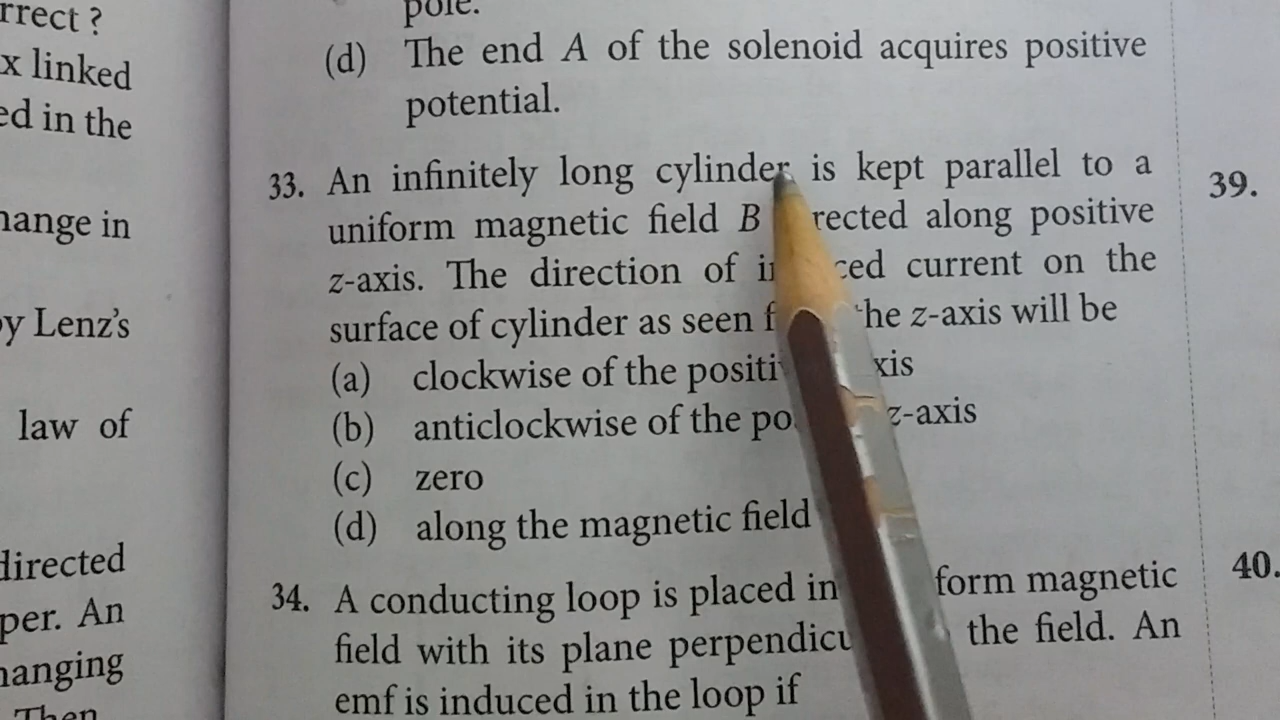 rrect ?
x linked
ed in the
hange in
y Lenz's
law of
directed
per. An
hanging
Then
pole.
(d) The end A of the solenoid acquires positive
potential.
33. An infinitely long cylinder is kept parallel to a
uniform magnetic field B rected along positive
z-axis. The direction of ced current on the
surface of cylinder as seen he z-axis will be
(a) clockwise of the positi xis
(b) anticlockwise of the po z-axis
(c) zero
(d) along the magnetic field
34. A conducting loop is placed in form magnetic
field with its plane perpendicu the field. An
emf is induced in the loop if
39.
40.